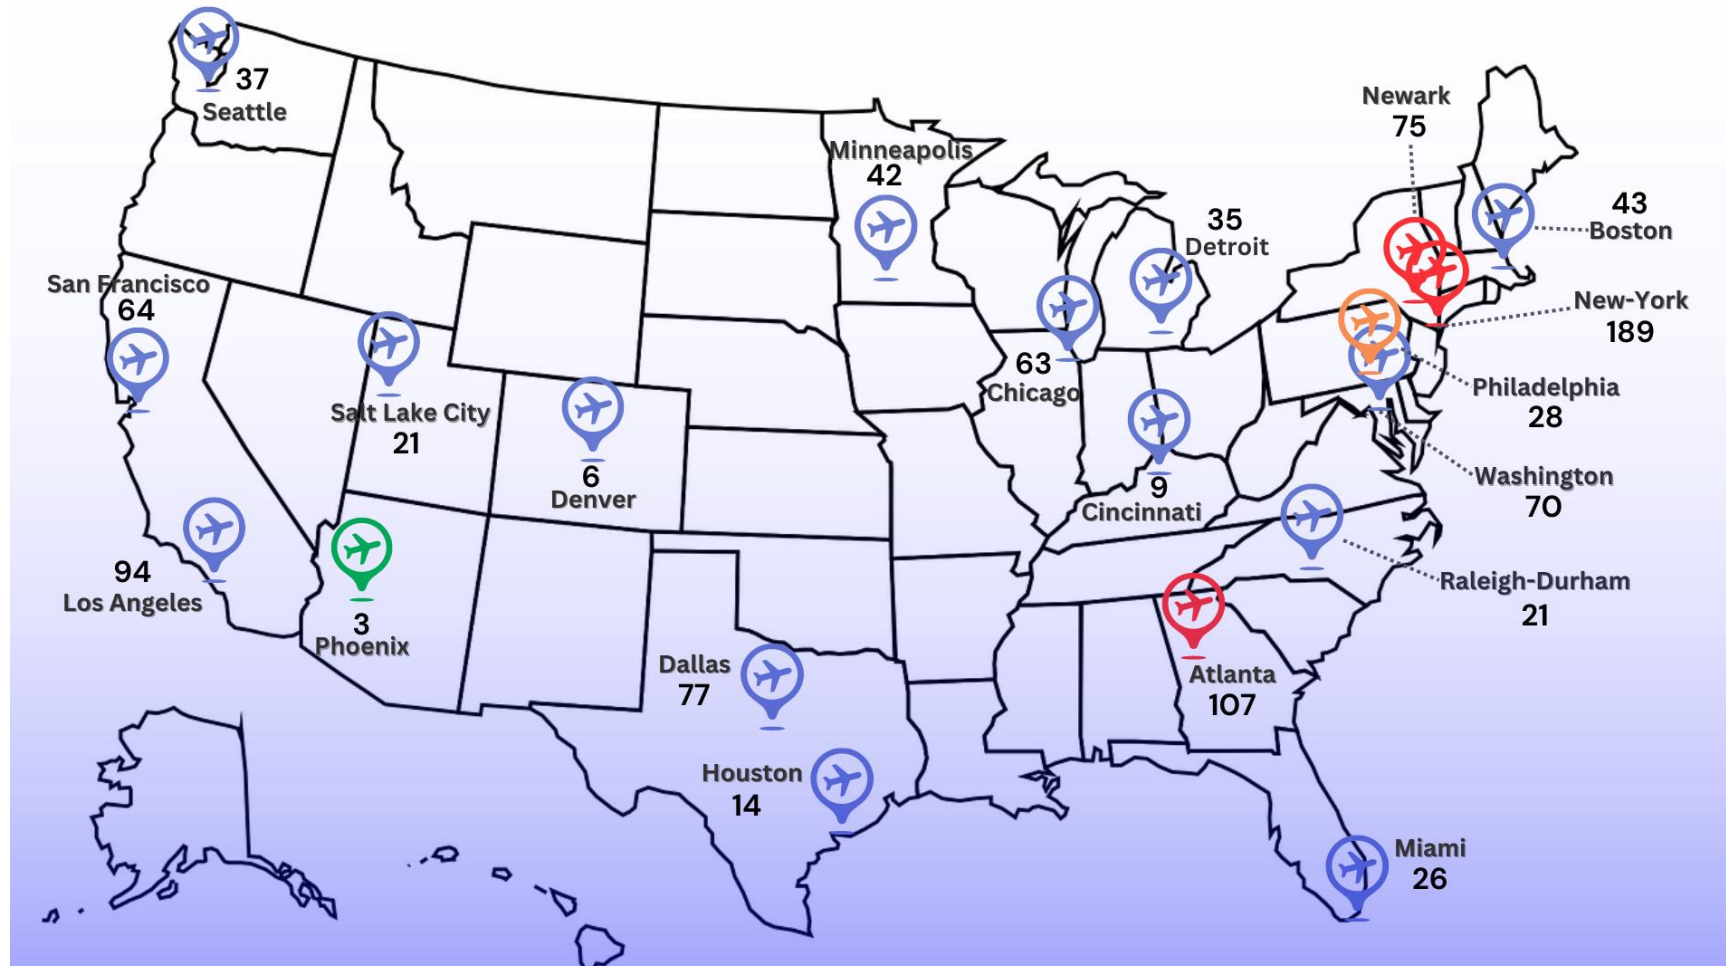 37
Seattle
Newark
75
Minneapolis
42
43
Boston
35
Detroit
San Francisco
64
New-York
189
63
Chicago
Philadelphia
28
Salt Lake City
21
6
Denver
9
Cincinnati
Washington
70
94
Los Angeles
3
Phoenix
Raleigh-Durham
21
Dallas
77
Atlanta
107
Houston
14
Miami
26